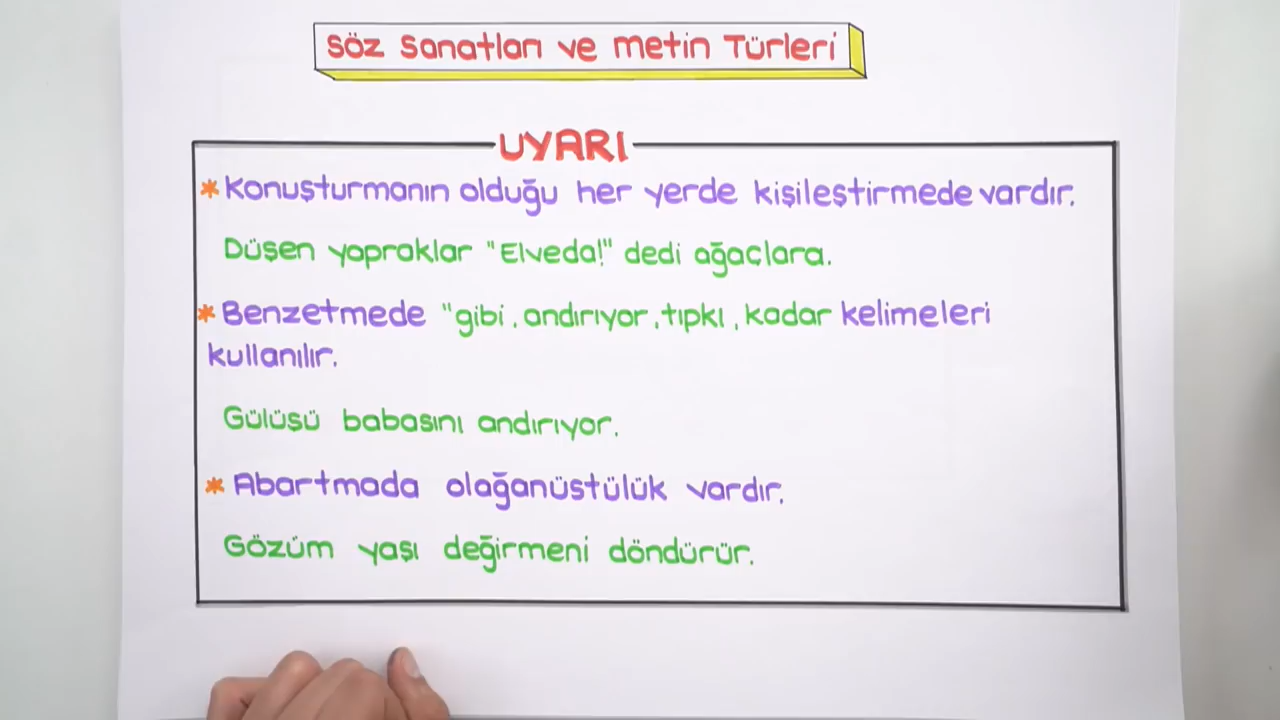 Söz Sanatları ve Metin Türleri
UYARI
* Konuşturmanın olduğu her yerde kişileştirmede vardır.
Düşen yapraklar "Elveda!" dedi ağaçlara.
* Benzetmede "gibi, andırıyor, tıpkı, kadar kelimeleri
kullanılır.
Gülüşü babasını andırıyor.
* Abartmada olağanüstülük vardır.
Gözüm yaşı değirmeni döndürür.